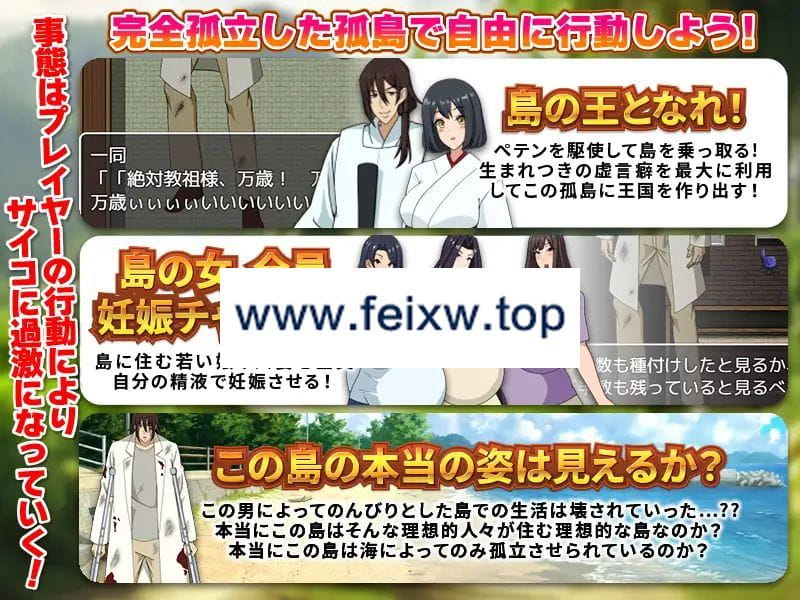 完全孤立した孤島で自由に行動しよう!
事態はプレイヤーの行動により
サイコに過激になっていく!
島の王となれ!
ペテンを駆使して島を乗っ取る!
生まれつきの虚言癖を最大に利用
してこの孤島に王国を作り出す!
一同
「「絶対教祖様、万歳! 万
万歳ぃぃぃぃいいいいいい
島の女
妊娠チャ
www.feixw.top
島に住む若い
自分の精液で妊娠させる!
数も種付けしたと見るか
数も残っていると見るべ
この島の本当の姿は見えるか?
この男によってのんびりとした島での生活は壊されていった...??
本当にこの島はそんな理想的人々が住む理想的な島なのか?
本当にこの島は海によってのみ孤立させられているのか?